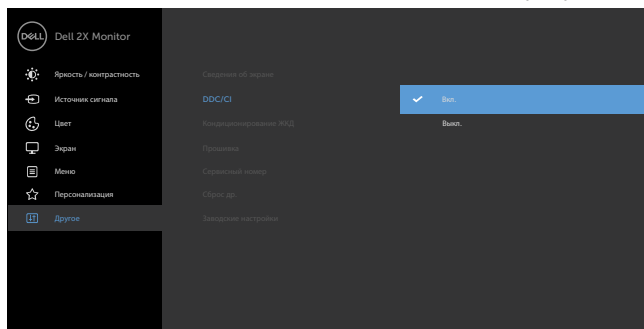 DELL Dell 2X Monitor
Яркость / контрастность Сведения об экране
Источник сигнала DDC/CI Вкл.
Цвет Кондиционирование ЖКД Выкл.
Экран Прошивка
Меню Сервисный номер
Персонализация Сброс др.
Другое Заводские настройки